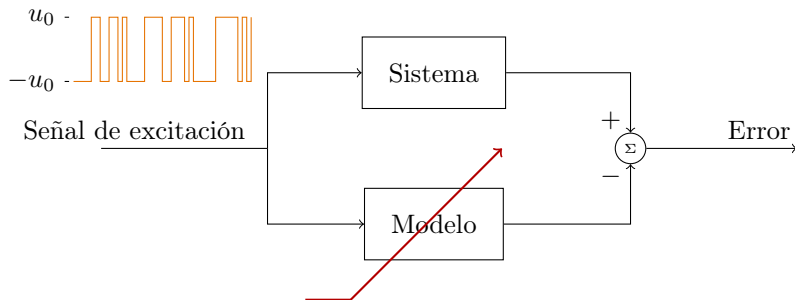 u₀
−u₀
Señal de excitación
Sistema
+
Σ
Error
−
Modelo